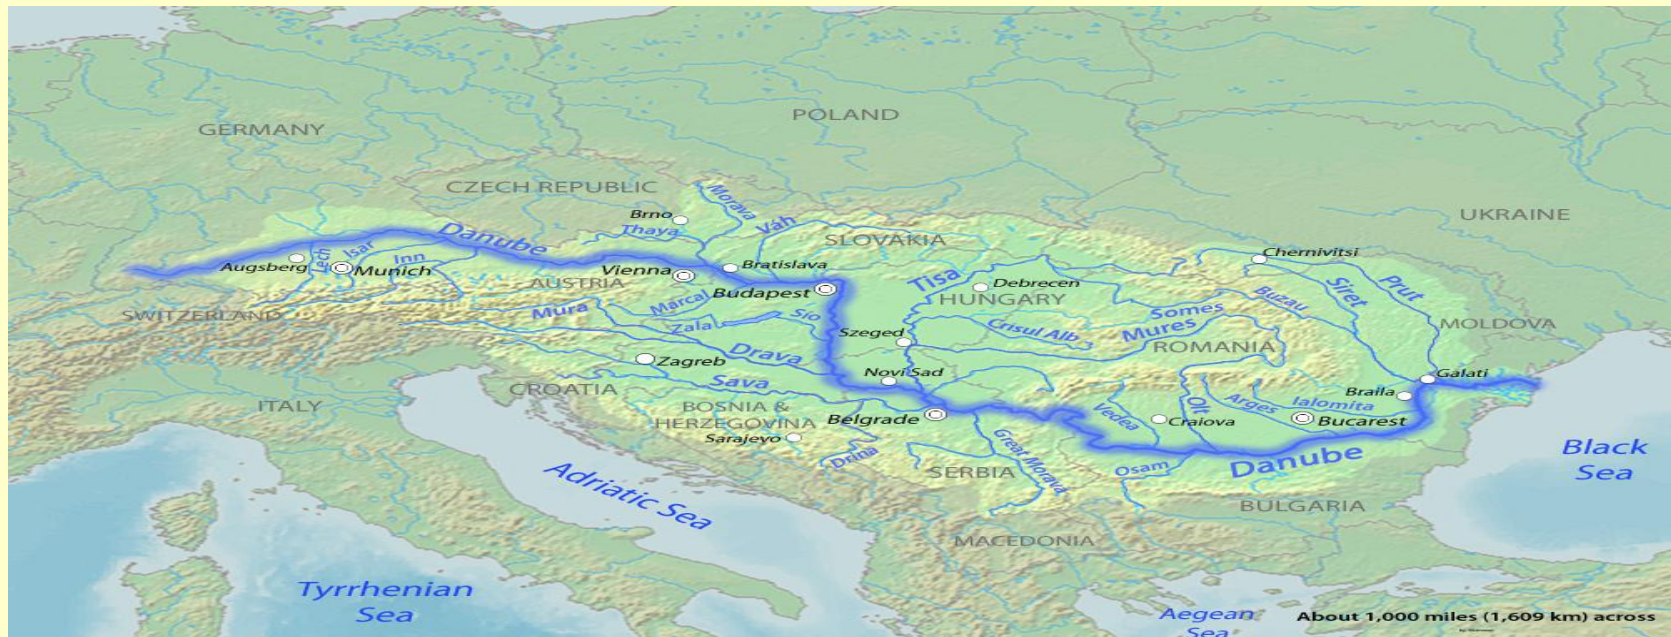 POLAND
GERMANY
CZECH REPUBLIC
Morava
UKRAINE
Brno
Thaya
Váh
Danube
SLOVAKIA
Chernivitsi
Augsberg
Lech
Isar
Munich
Inn
Vienna
Bratislava
AUSTRIA
Budapest
Tisa
Debrecen
HUNGARY
Buzau
Siret
Prut
Marcal
Mura
Sio
Somes
SWITZERLAND
Zala
Szeged
Crisul Alb
Mures
MOLDOVA
Drava
ROMANIA
Zagreb
Novi Sad
Galati
CROATIA
Sava
Braila
ITALY
BOSNIA &
HERZEGOVINA
Belgrade
Vedea
Craiova
Olt
Arges
Ialomita
Bucarest
Sarajevo
Drina
Great Morava
SERBIA
Osam
Danube
Black
Sea
Adriatic Sea
BULGARIA
MACEDONIA
Tyrrhenian
Sea
Aegean
Sea
About 1,000 miles (1,609 km) across